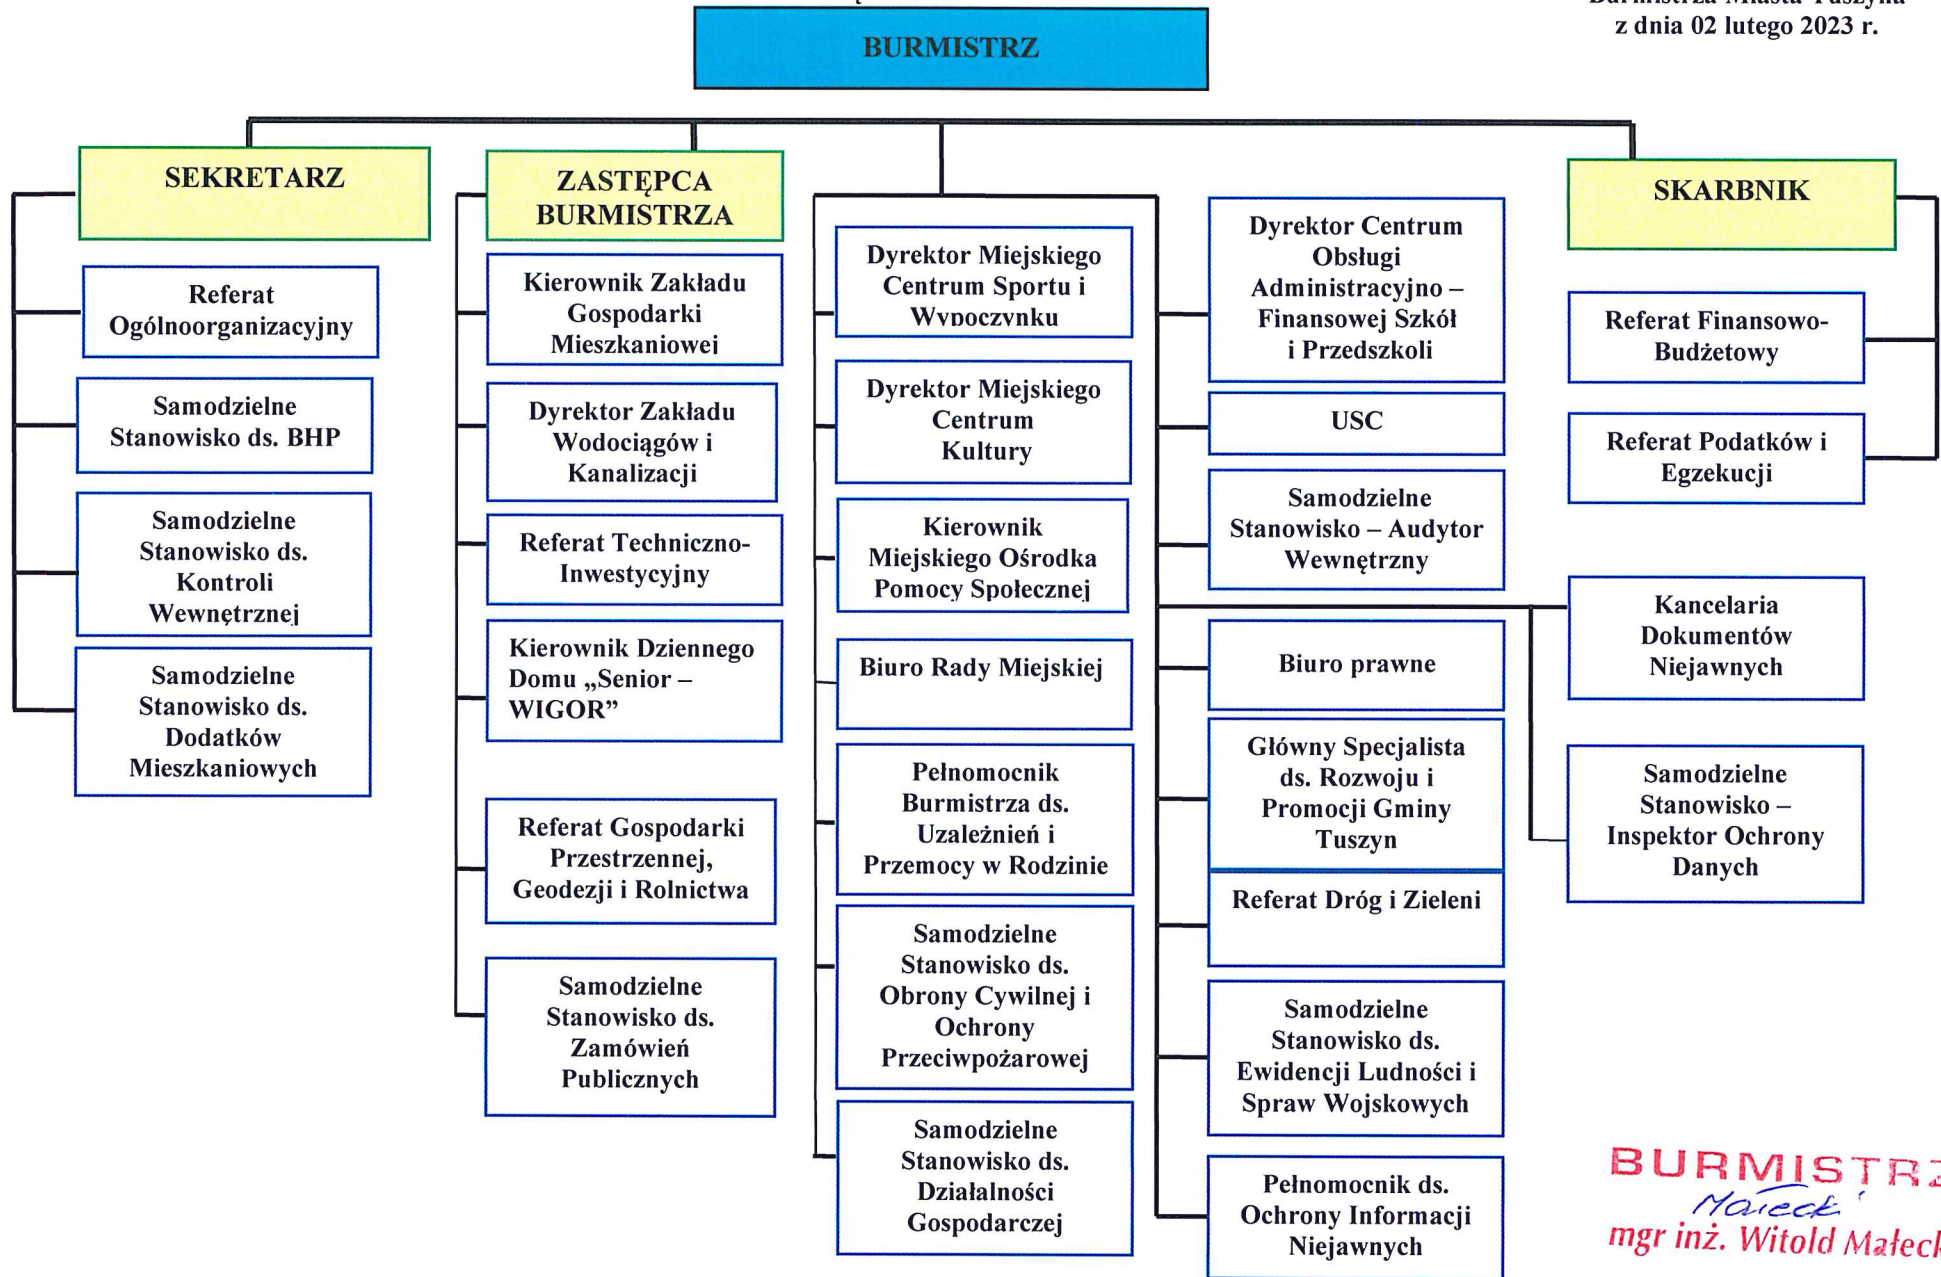 z dnia 02 lutego 2023 r.
BURMISTRZ
SEKRETARZ
Referat
Ogólnoorganizacyjny
Samodzielne
Stanowisko ds. BHP
Samodzielne
Stanowisko ds.
Kontroli
Wewnętrznej
Samodzielne
Stanowisko ds.
Dodatków
Mieszkaniowych
ZASTĘPCA
BURMISTRZA
Kierownik Zakładu
Gospodarki
Mieszkaniowej
Dyrektor Zakładu
Wodociągów i
Kanalizacji
Referat Techniczno-
Inwestycyjny
Kierownik Dziennego
Domu „Senior –
WIGOR”
Referat Gospodarki
Przestrzennej,
Geodezji i Rolnictwa
Samodzielne
Stanowisko ds.
Zamówień
Publicznych
Dyrektor Miejskiego
Centrum Sportu i
Wypoczynku
Dyrektor Miejskiego
Centrum
Kultury
Kierownik
Miejskiego Ośrodka
Pomocy Społecznej
Biuro Rady Miejskiej
Pełnomocnik
Burmistrza ds.
Uzależnień i
Przemocy w Rodzinie
Samodzielne
Stanowisko ds.
Obrony Cywilnej i
Ochrony
Przeciwpożarowej
Samodzielne
Stanowisko ds.
Działalności
Gospodarczej
Dyrektor Centrum
Obsługi
Administracyjno –
Finansowej Szkół
i Przedszkoli
USC
Samodzielne
Stanowisko – Audytor
Wewnętrzny
Biuro prawne
Główny Specjalista
ds. Rozwoju i
Promocji Gminy
Tuszyn
Referat Dróg i Zieleni
Samodzielne
Stanowisko ds.
Ewidencji Ludności i
Spraw Wojskowych
Pełnomocnik ds.
Ochrony Informacji
Niejawnych
SKARBNIK
Referat Finansowo-
Budżetowy
Referat Podatków i
Egzekucji
Kancelaria
Dokumentów
Niejawnych
Samodzielne
Stanowisko –
Inspektor Ochrony
Danych
BURMISTRZ
mgr inż. Witold Małeck